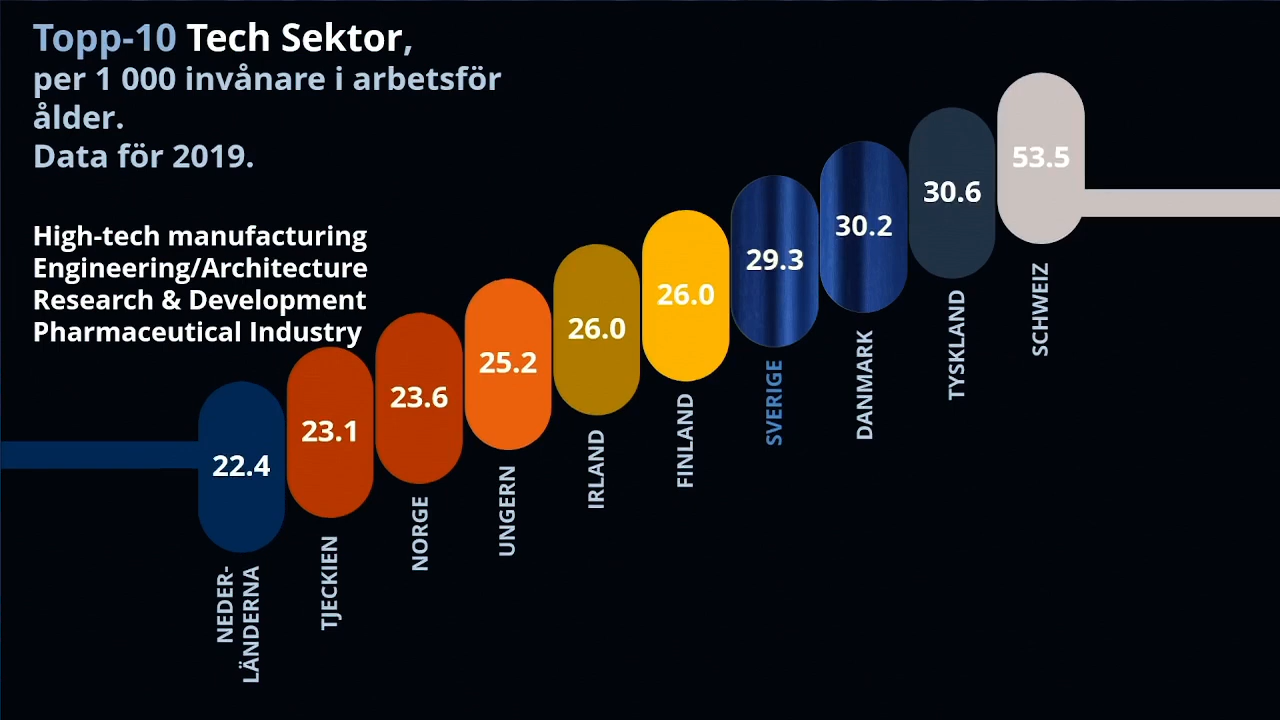 Topp-10 Tech Sektor,
per 1 000 invånare i arbetsför
ålder.
Data för 2019.
High-tech manufacturing
Engineering/Architecture
Research & Development
Pharmaceutical Industry
22.4
NEDER-
LÄNDERNA
23.1
TJECKIEN
23.6
NORGE
25.2
UNGERN
26.0
IRLAND
26.0
FINLAND
29.3
SVERIGE
30.2
DANMARK
30.6
TYSKLAND
53.5
SCHWEIZ